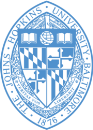 THE · JOHNS · HOPKINS · UNIVERSITY · BALTIMORE ·
1876